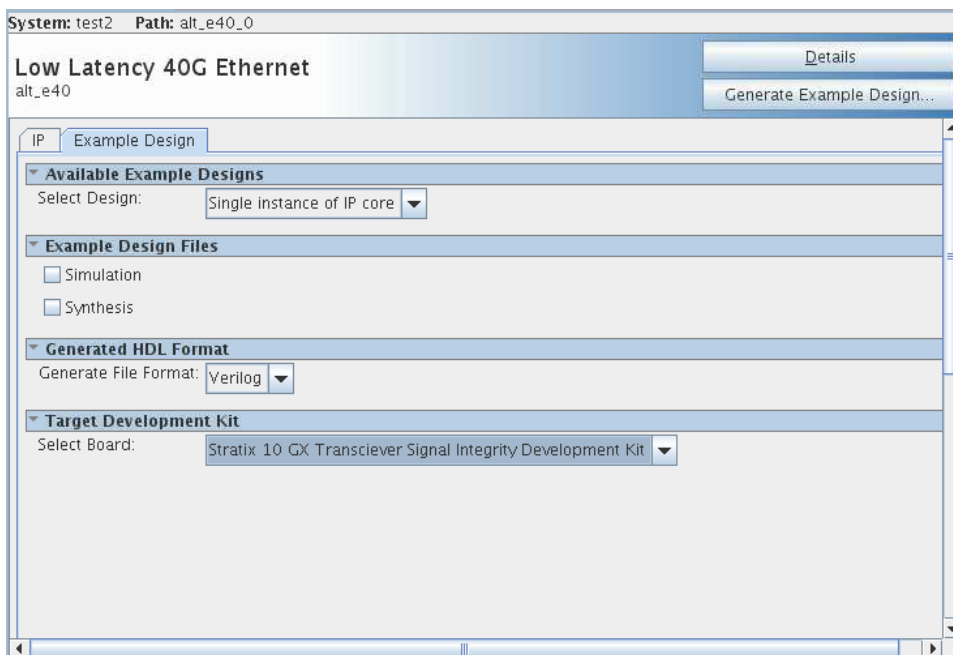 System: test2 Path: alt_e40_0
Low Latency 40G Ethernet
alt_e40
Details
Generate Example Design...
IP Example Design
Available Example Designs
Select Design: Single instance of IP core
Example Design Files
Simulation
Synthesis
Generated HDL Format
Generate File Format: Verilog
Target Development Kit
Select Board: Stratix 10 GX Transciever Signal Integrity Development Kit